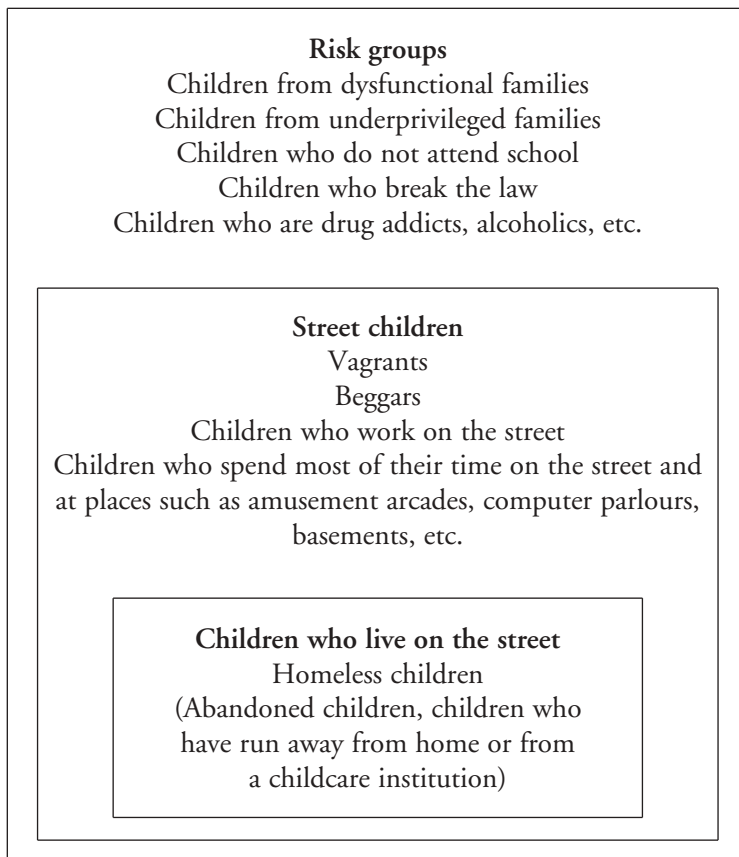 Risk groups
Children from dysfunctional families
Children from underprivileged families
Children who do not attend school
Children who break the law
Children who are drug addicts, alcoholics, etc.
Street children
Vagrants
Beggars
Children who work on the street
Children who spend most of their time on the street and
at places such as amusement arcades, computer parlours,
basements, etc.
Children who live on the street
Homeless children
(Abandoned children, children who
have run away from home or from
a childcare institution)